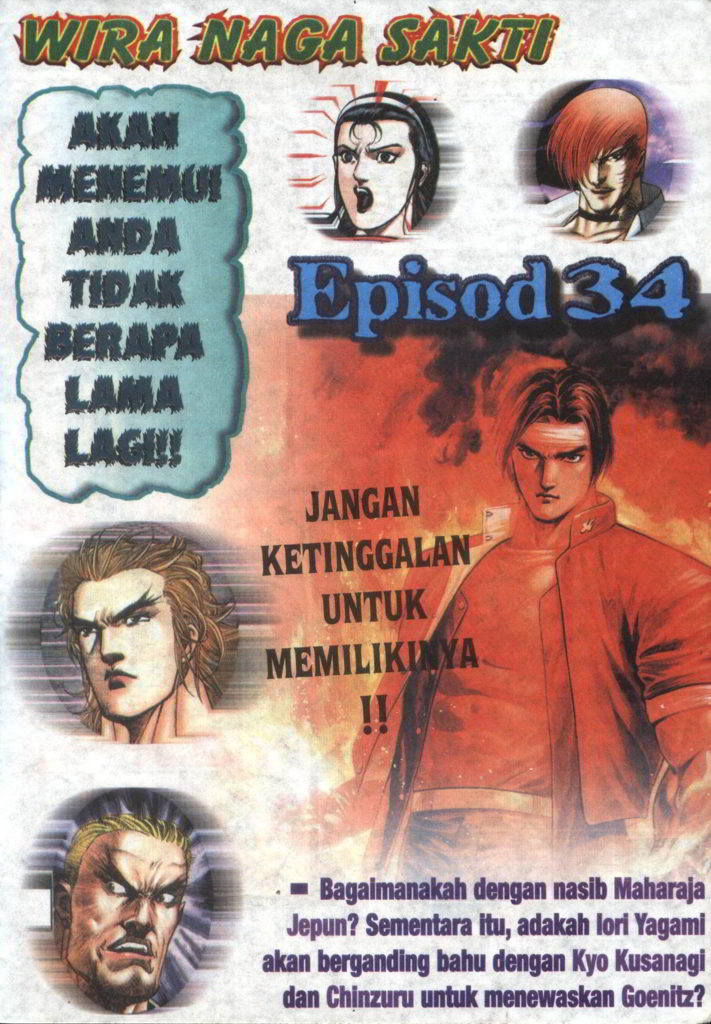 WIRA NAGA SAKTI
AKAN
MENEMUI
ANDA
TIDAK
BERAPA
LAMA
LAGI!!
Episod 34
JANGAN
KETINGGALAN
UNTUK
MEMILIKINYA
!!
Bagaimanakah dengan nasib Maharaja
Jepun? Sementara itu, adakah Iori Yagami
akan berganding bahu dengan Kyo Kusanagi
dan Chinzuru untuk menewaskan Goenitz?